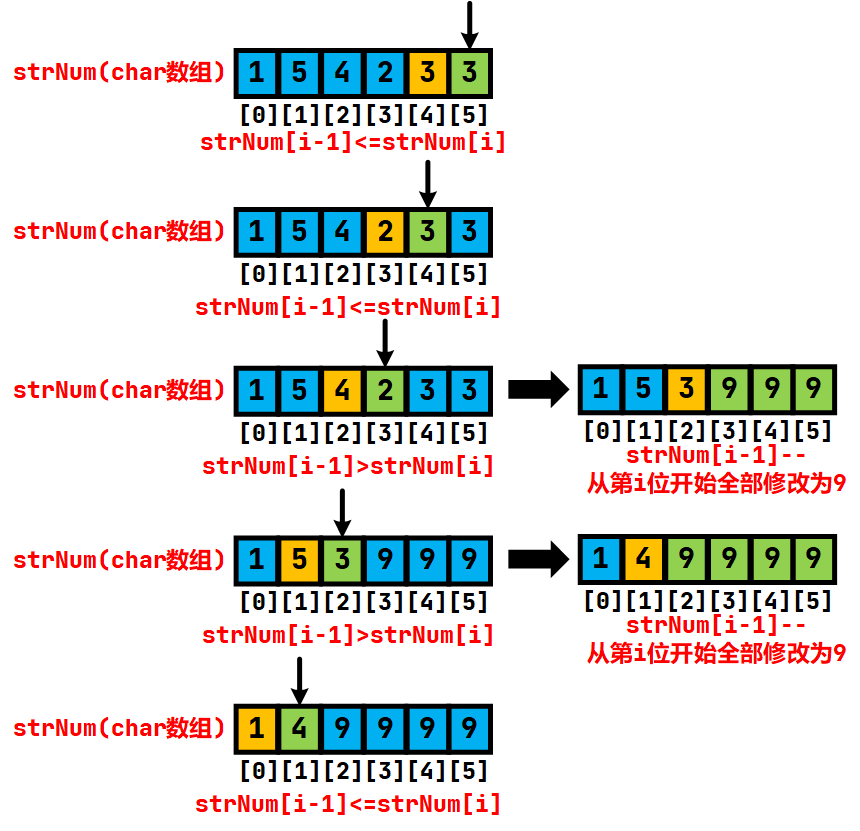 strNum(char数组) 1 5 4 2 3 3
[0][1][2][3][4][5]
strNum[i-1]<=strNum[i]
strNum(char数组) 1 5 4 2 3 3
[0][1][2][3][4][5]
strNum[i-1]<=strNum[i]
strNum(char数组) 1 5 4 2 3 3
[0][1][2][3][4][5]
strNum[i-1]>strNum[i]
1 5 3 9 9 9
[0][1][2][3][4][5]
strNum[i-1]--
从第i位开始全部修改为9
strNum(char数组) 1 5 3 9 9 9
[0][1][2][3][4][5]
strNum[i-1]>strNum[i]
1 4 9 9 9 9
[0][1][2][3][4][5]
strNum[i-1]--
从第i位开始全部修改为9
strNum(char数组) 1 4 9 9 9 9
[0][1][2][3][4][5]
strNum[i-1]<=strNum[i]